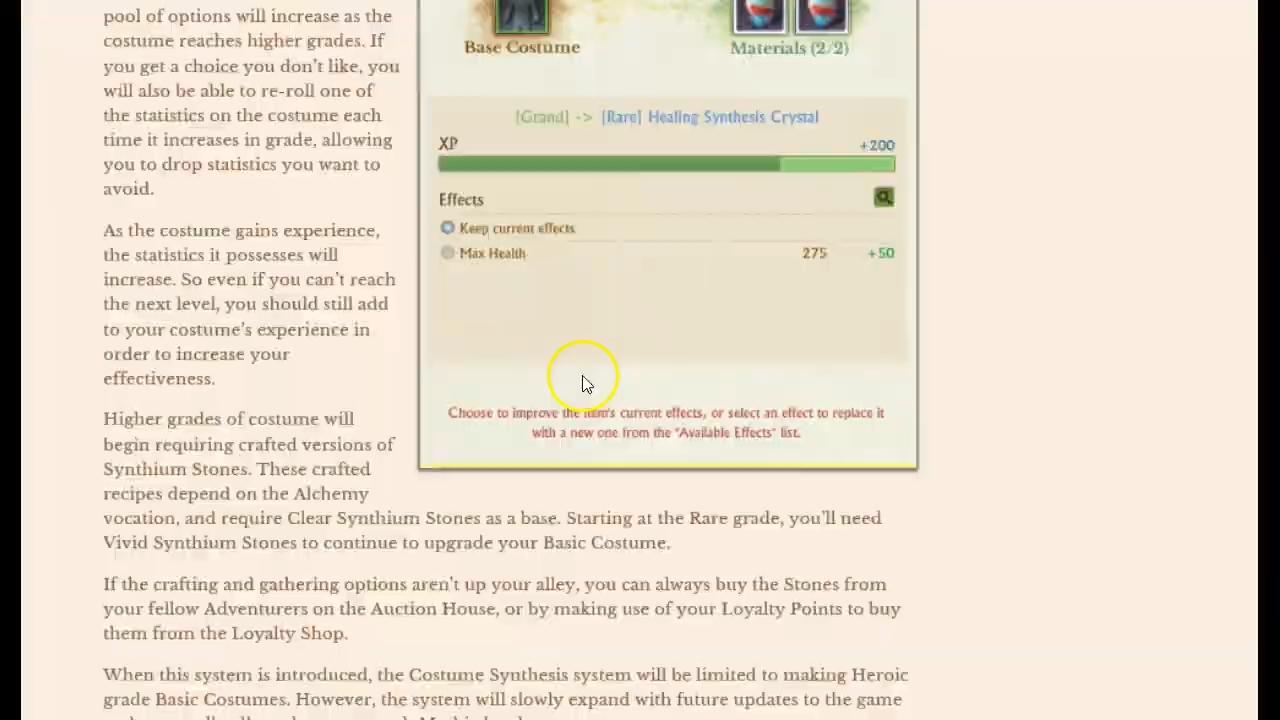 pool of options will increase as the
costume reaches higher grades. If
you get a choice you don't like, you
will also be able to re-roll one of
the statistics on the costume each
time it increases in grade, allowing
you to drop statistics you want to
avoid.
As the costume gains experience,
the statistics it possesses will
increase. So even if you can't reach
the next level, you should still add
to your costume's experience in
order to increase your
effectiveness.
Higher grades of costume will
begin requiring crafted versions of
Synthium Stones. These crafted
recipes depend on the Alchemy
vocation, and require Clear Synthium Stones as a base. Starting at the Rare grade, you'll need
Vivid Synthium Stones to continue to upgrade your Basic Costume.
Base Costume
Materials (2/2)
[Grand] -> [Rare] Healing Synthesis Crystal
XP +200
Effects
Keep current effects
Max Health 275 +50
Choose to improve the item's current effects, or select an effect to replace it
with a new one from the "Available Effects" list.
If the crafting and gathering options aren't up your alley, you can always buy the Stones from
your fellow Adventurers on the Auction House, or by making use of your Loyalty Points to buy
them from the Loyalty Shop.
When this system is introduced, the Costume Synthesis system will be limited to making Heroic
grade Basic Costumes. However, the system will slowly expand with future updates to the game